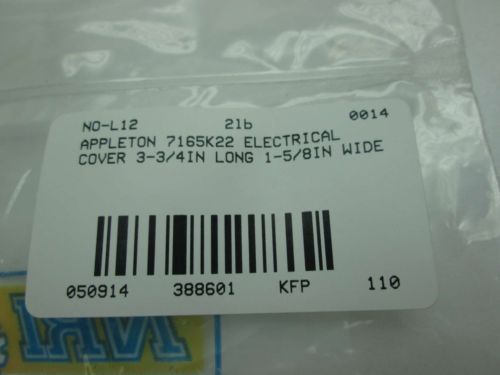 NO-L12 2lb 0014
APPLETON 7165K22 ELECTRICAL
COVER 3-3/4IN LONG 1-5/8IN WIDE
050914 388601 KFP 110